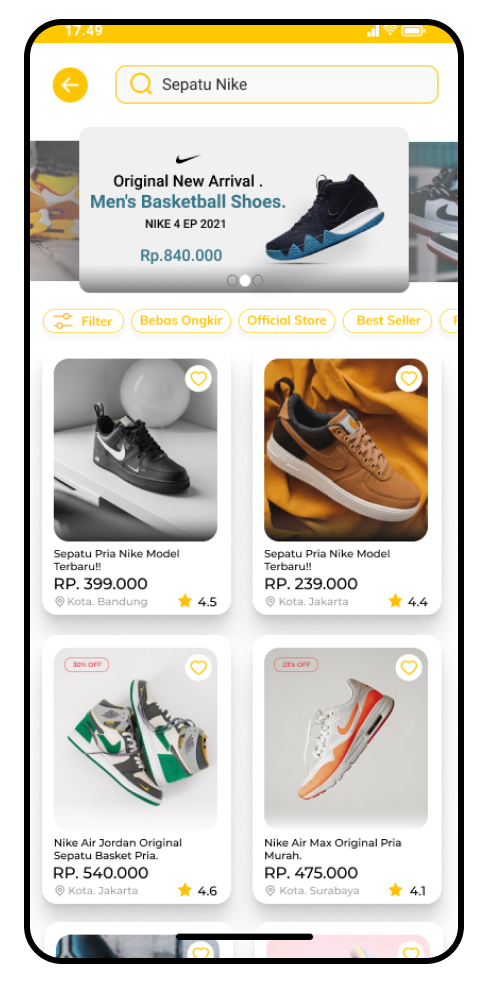 17.49
Sepatu Nike
Original New Arrival .
Men's Basketball Shoes.
NIKE 4 EP 2021
Rp.840.000
Filter
Bebas Ongkir
Official Store
Best Seller
Sepatu Pria Nike Model
Terbaru!!
RP. 399.000
Kota. Bandung
4.5
Sepatu Pria Nike Model
Terbaru!!
RP. 239.000
Kota. Jakarta
4.4
30% OFF
Nike Air Jordan Original
Sepatu Basket Pria.
RP. 540.000
Kota. Jakarta
4.6
23% OFF
Nike Air Max Original Pria
Murah.
RP. 475.000
Kota. Surabaya
4.1